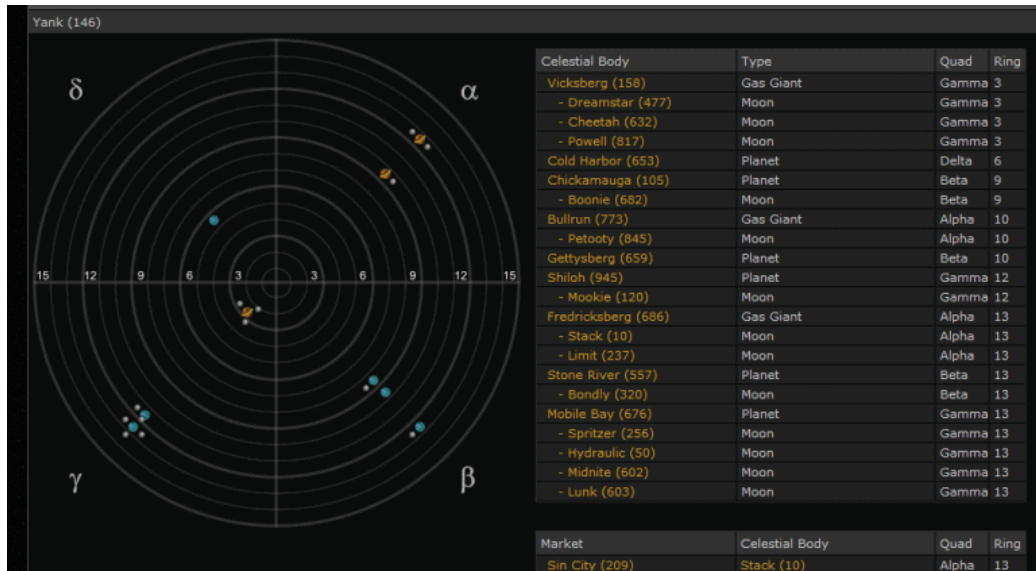 Yank (146)
δ α
15 12 9 6 3 3 6 9 12 15
γ β
Celestial Body Type Quad Ring
Vicksberg (158) Gas Giant Gamma 3
- Dreamstar (477) Moon Gamma 3
- Cheetah (632) Moon Gamma 3
- Powell (817) Moon Gamma 3
Cold Harbor (653) Planet Delta 6
Chickamauga (105) Planet Beta 9
- Boonie (682) Moon Beta 9
Bullrun (773) Gas Giant Alpha 10
- Petooty (845) Moon Alpha 10
Gettysberg (659) Planet Beta 10
Shiloh (945) Planet Gamma 12
- Mookie (120) Moon Gamma 12
Fredricksberg (686) Gas Giant Alpha 13
- Stack (10) Moon Alpha 13
- Limit (237) Moon Alpha 13
Stone River (557) Planet Beta 13
- Bondly (320) Moon Beta 13
Mobile Bay (676) Planet Gamma 13
- Spritzer (256) Moon Gamma 13
- Hydraulic (50) Moon Gamma 13
- Midnite (602) Moon Gamma 13
- Lunk (603) Moon Gamma 13
Market Celestial Body Quad Ring
Sin City (209) Stack (10) Alpha 13